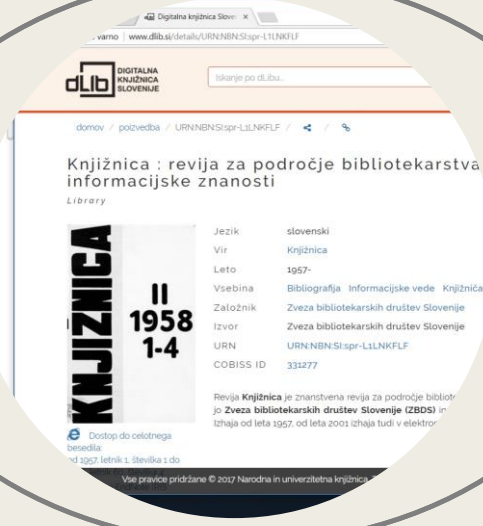 Digitalna knjižnica Slove
varno | www.dlib.si/details/URN:NBN:SI:spr-L1LNKFLF
dLib DIGITALNA
KNJIŽNICA
SLOVENIJE
Iskanje po dLibu..
domov / poizvedba / URN:NBN:SI:spr-L1LNKFLF / /
Knjižnica : revija za področje bibliotekarstva
informacijske znanosti
Library
KNJIŽNICA
II
1958
1-4
Jezik slovenski
Vir Knjižnica
Leto 1957-
Vsebina Bibliografija Informacijske vede Knjižnica
Založnik Zveza bibliotekarskih društev Slovenije
Izvor Zveza bibliotekarskih društev Slovenije
URN URN:NBN:SI:spr-L1LNKFLF
COBISS ID 331277
Revija Knjižnica je znanstvena revija za področje bibliote
jo Zveza bibliotekarskih društev Slovenije (ZBDS) in
Izhaja od leta 1957, od leta 2001 izhaja tudi v elektron
Dostop do celotnega
besedila:
od 1957, letnik 1, številka 1 do
Vse pravice pridržane © 2017 Narodna in univerzitetna knjižnica,